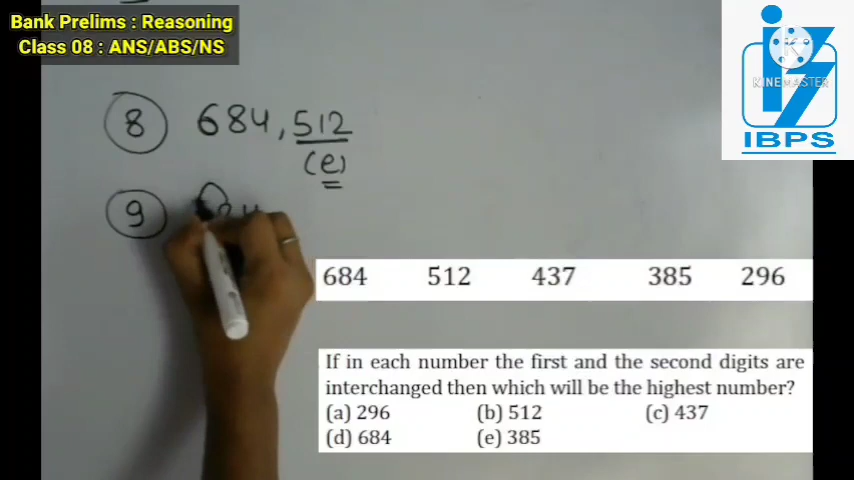 Bank Prelims : Reasoning
Class 08 : ANS/ABS/NS
KINEMASTER
IBPS
8 684, 512
(e)
9
684 512 437 385 296
If in each number the first and the second digits are
interchanged then which will be the highest number?
(a) 296 (b) 512 (c) 437
(d) 684 (e) 385